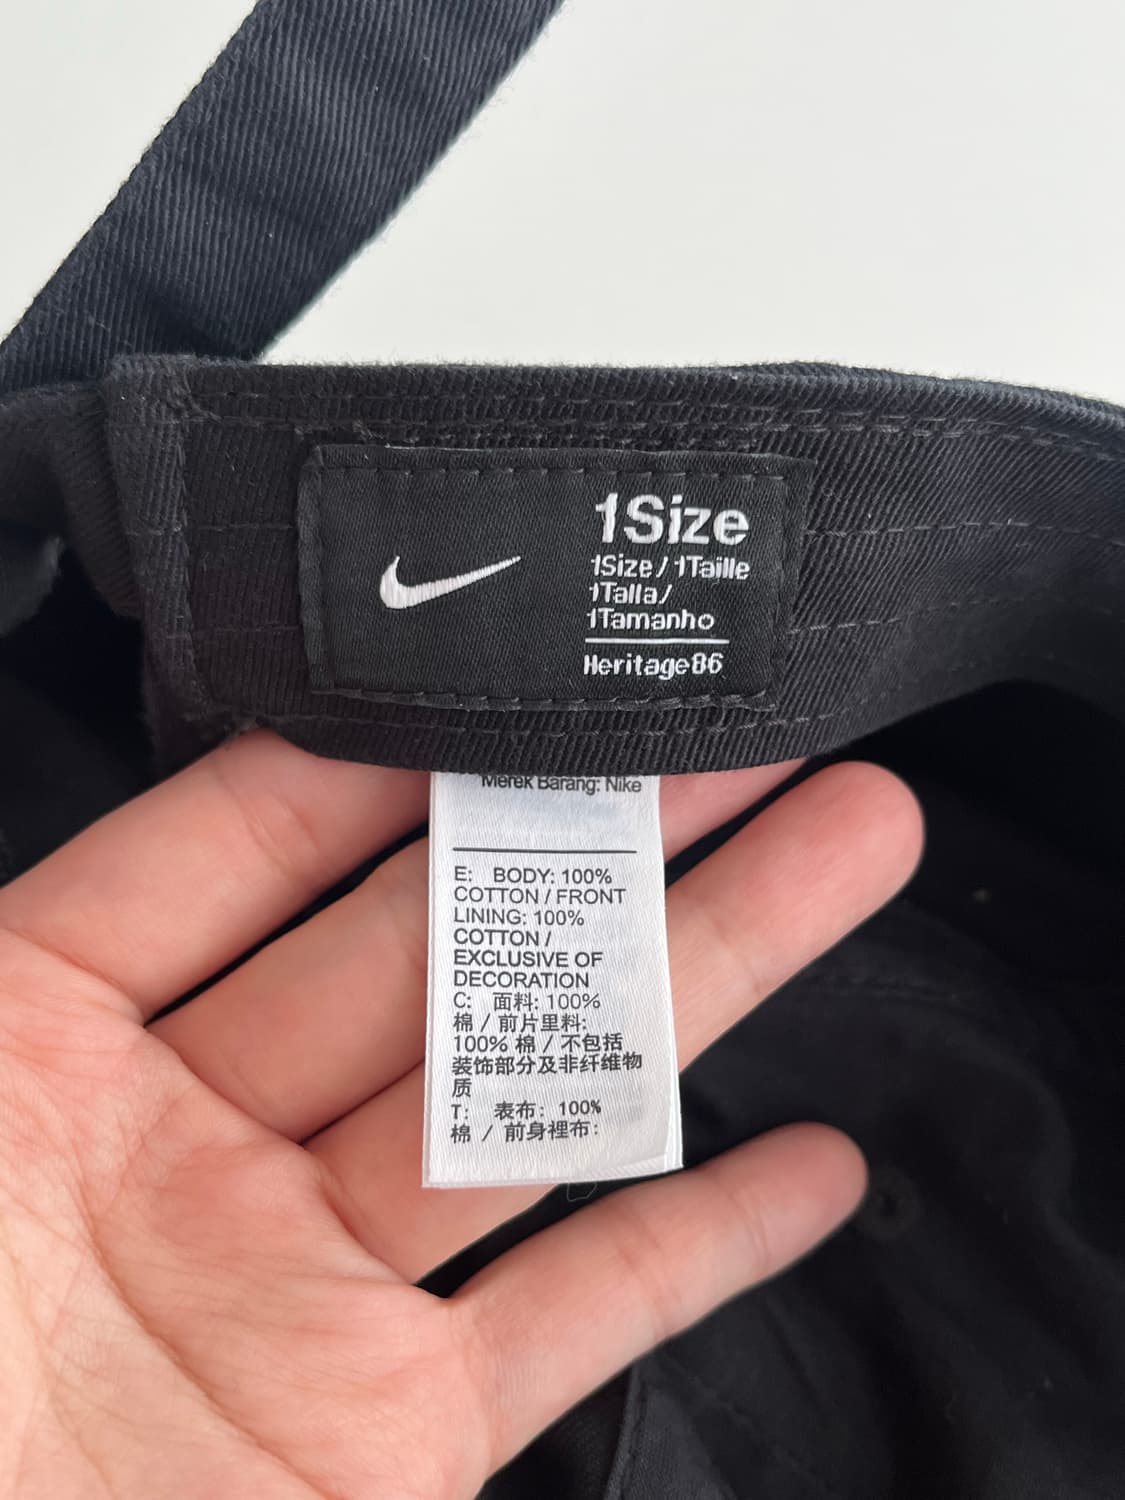 1Size
1Size / 1Taille
1Talla /
1Tamanho
Heritage86
Merek Barang: Nike
E: BODY: 100%
COTTON / FRONT
LINING: 100%
COTTON /
EXCLUSIVE OF
DECORATION
C: 面料: 100%
棉 / 前片里料:
100% 棉 / 不包括
装饰部分及非纤维物
质
T: 表布: 100%
棉 / 前身裡布: